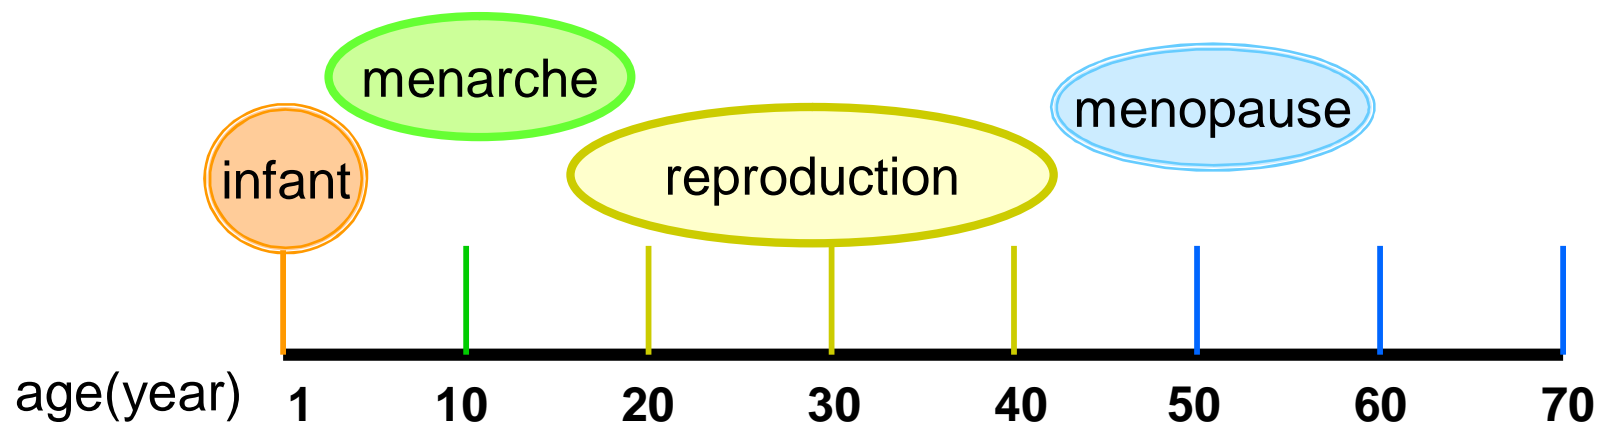 menarche
menopause
infant
reproduction
age(year) 1 10 20 30 40 50 60 70